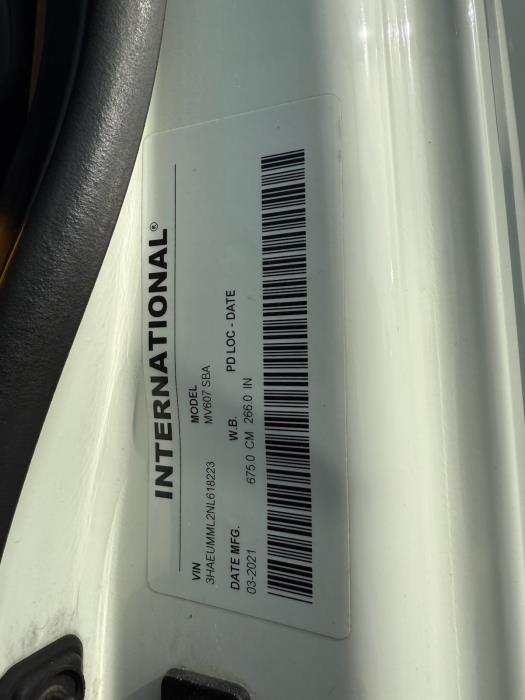 INTERNATIONAL®
VIN MODEL
3HAEUMML2NL618223 MV607 SBA
DATE MFG. W.B. PD LOC - DATE
03-2021 675.0 CM 266.0 IN